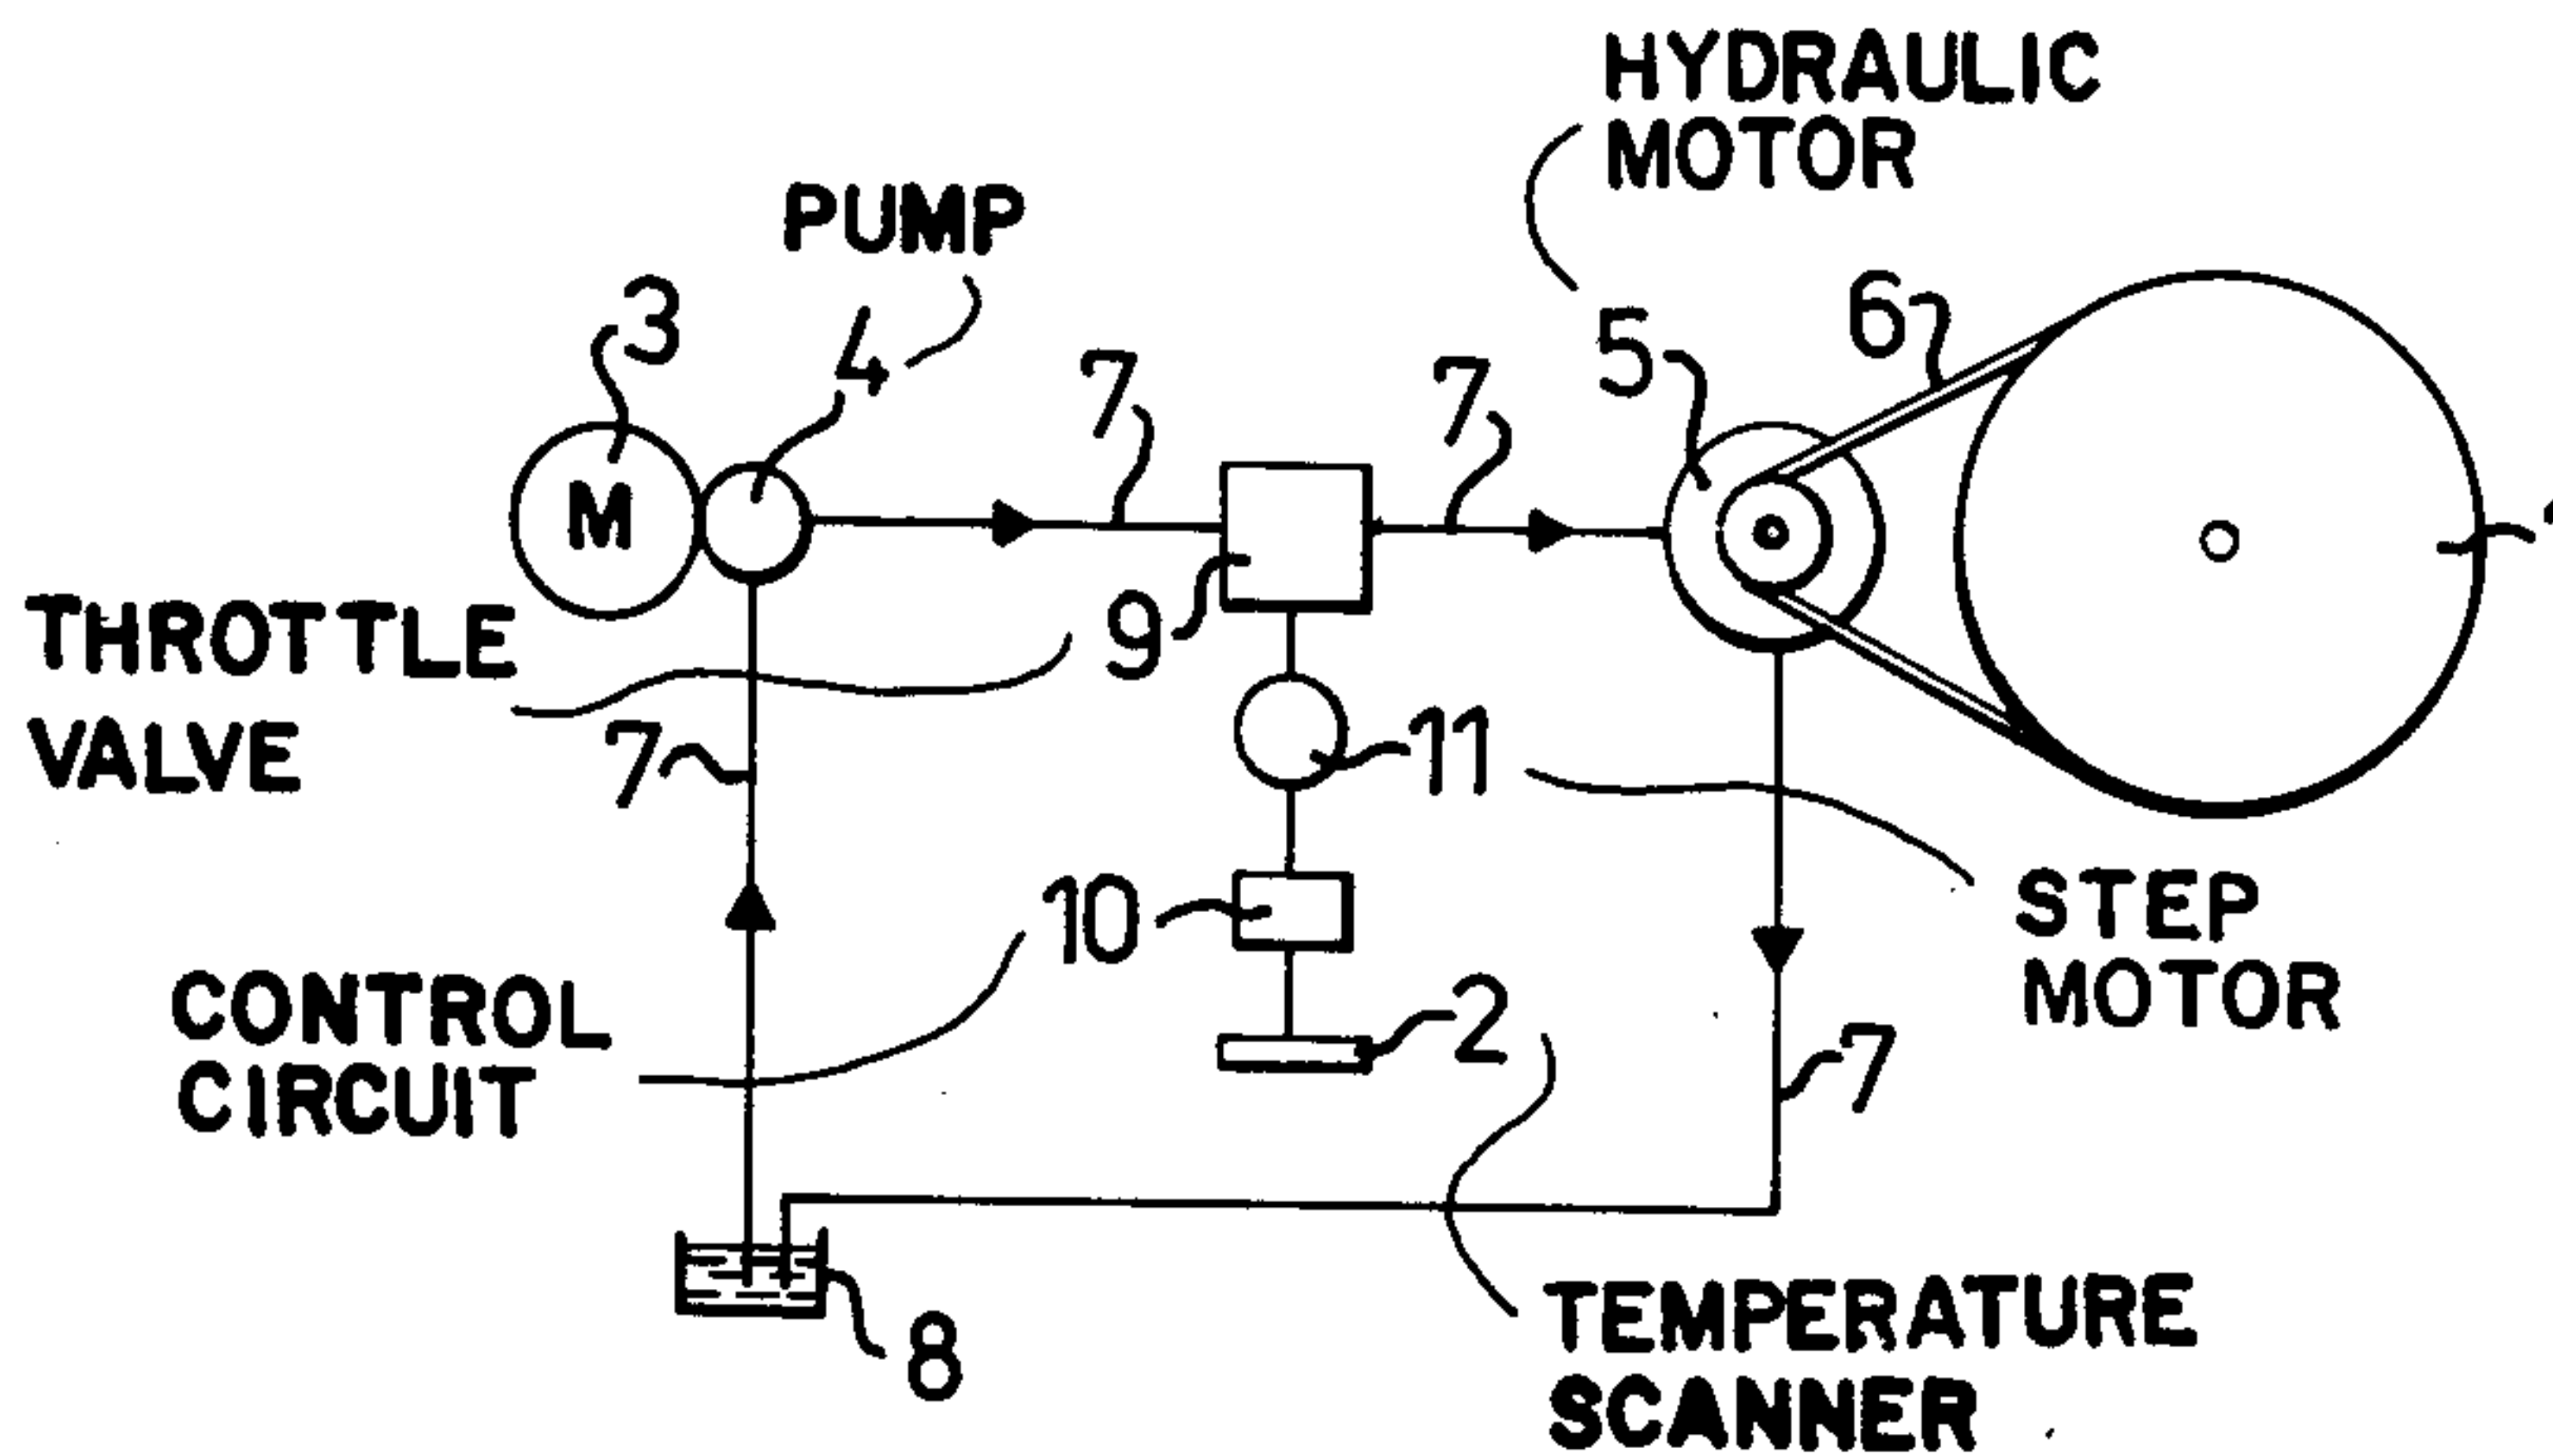 HYDRAULIC
MOTOR
PUMP
3
4
7
7
5
6
M
9
THROTTLE
VALVE
7
11
10
STEP
MOTOR
CONTROL
CIRCUIT
2
7
8
TEMPERATURE
SCANNER